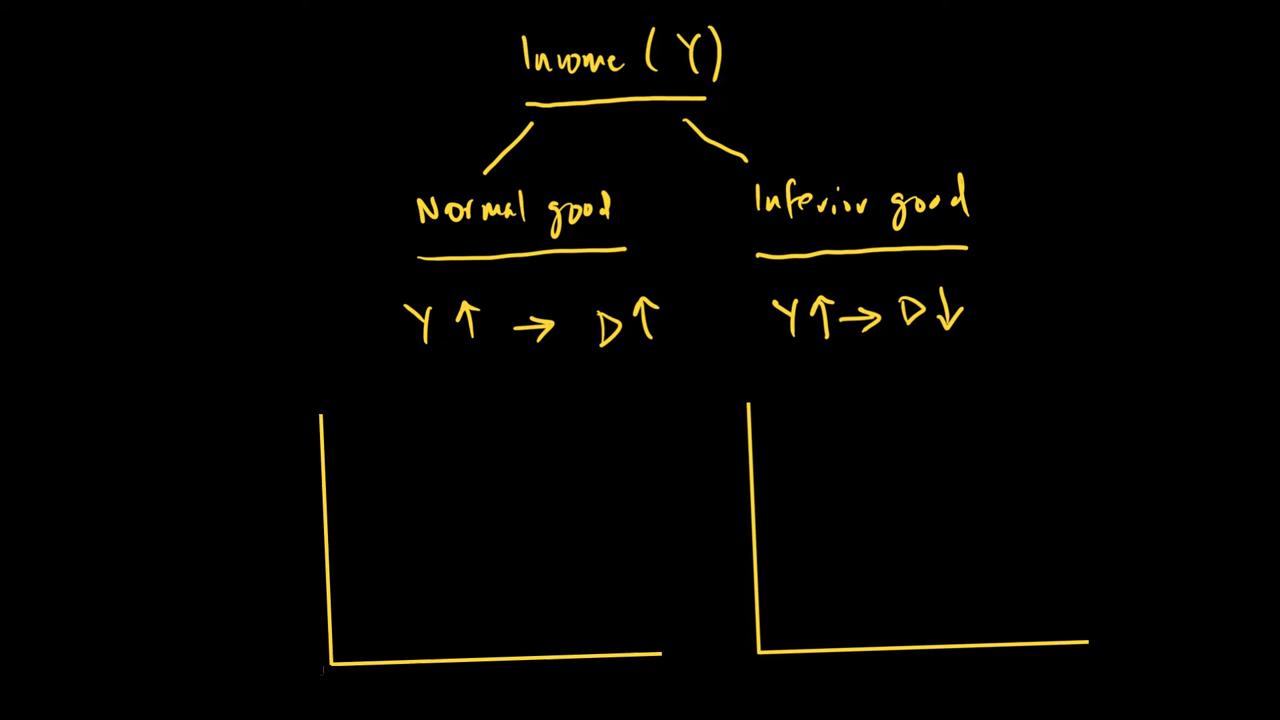 Income (Y)
Normal good
Inferior good
Y ↑ → D ↑
Y ↑ → D ↓